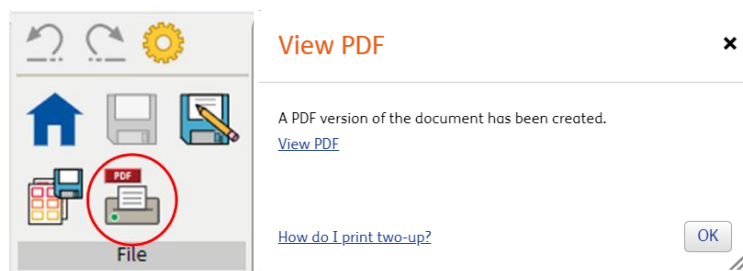 View PDF
A PDF version of the document has been created.
View PDF
PDF
How do I print two-up?
OK
File